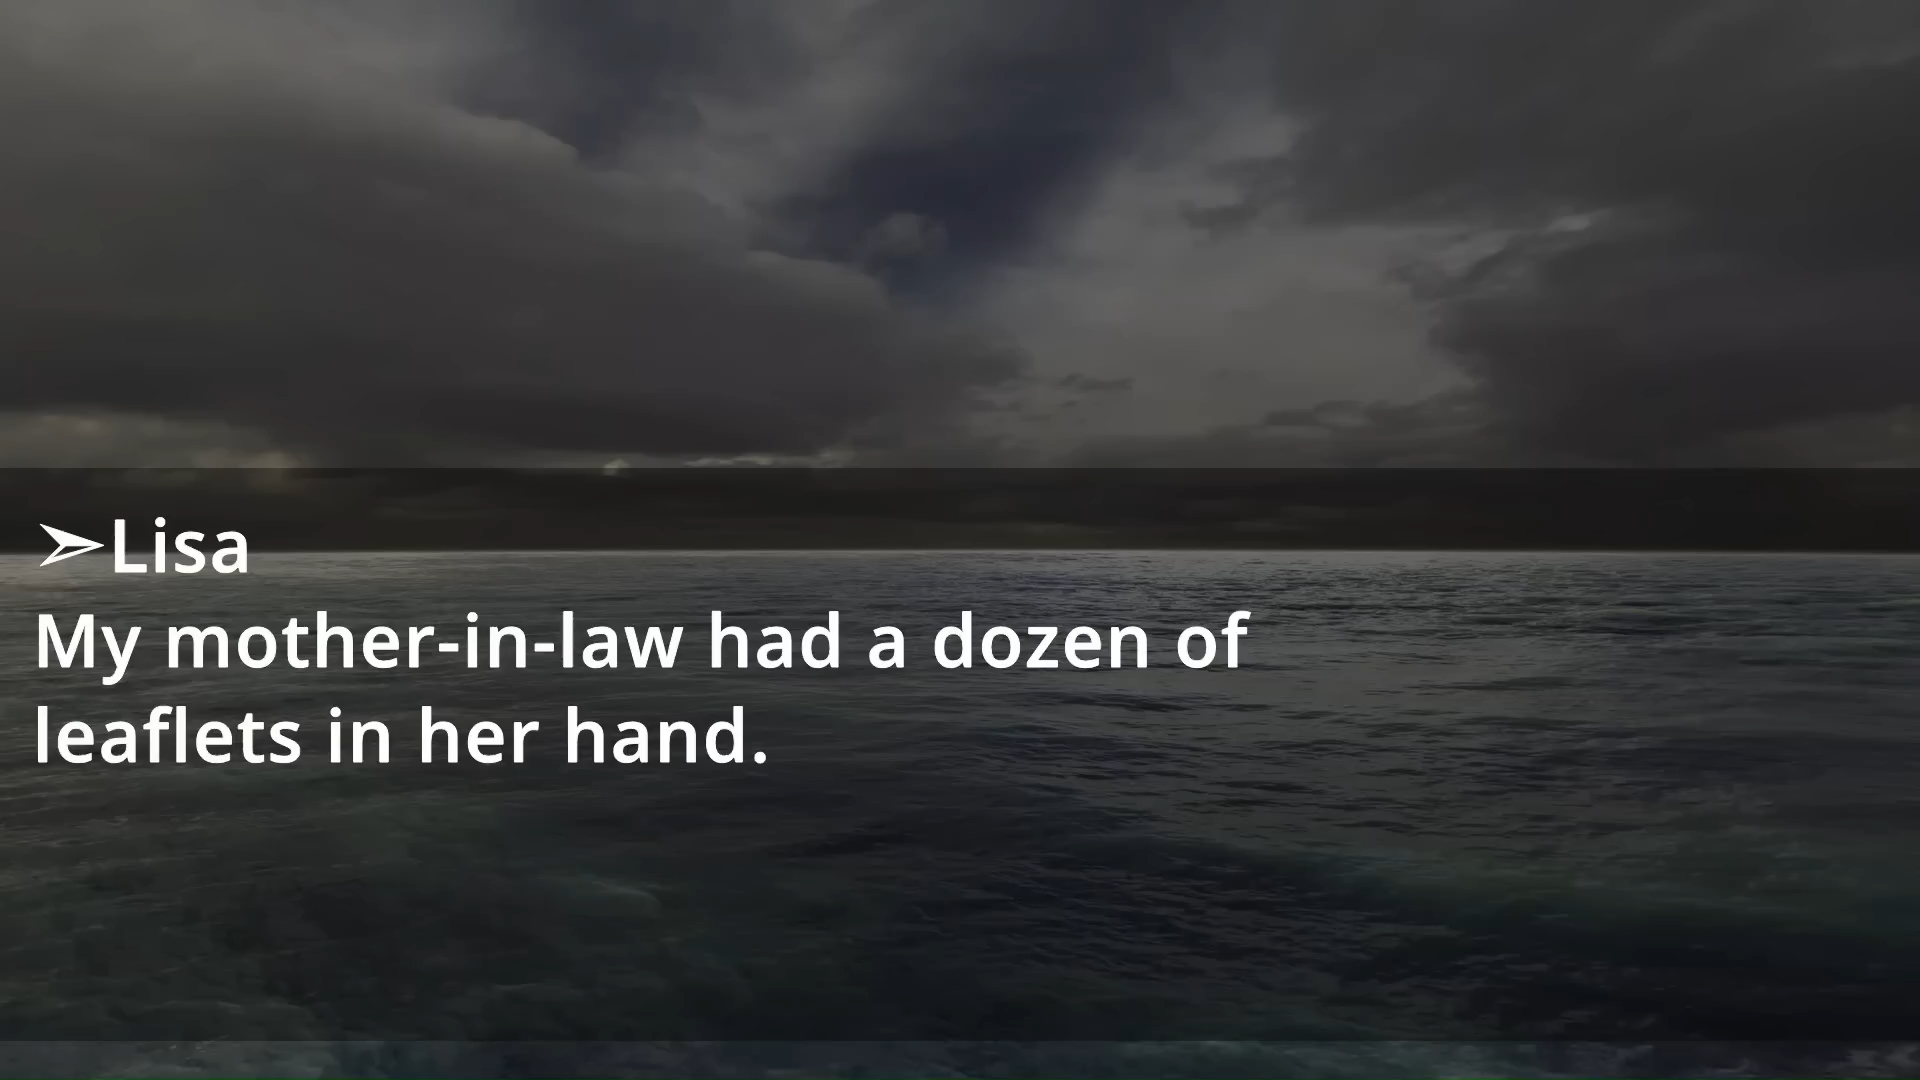 ➢Lisa
My mother-in-law had a dozen of
leaflets in her hand.